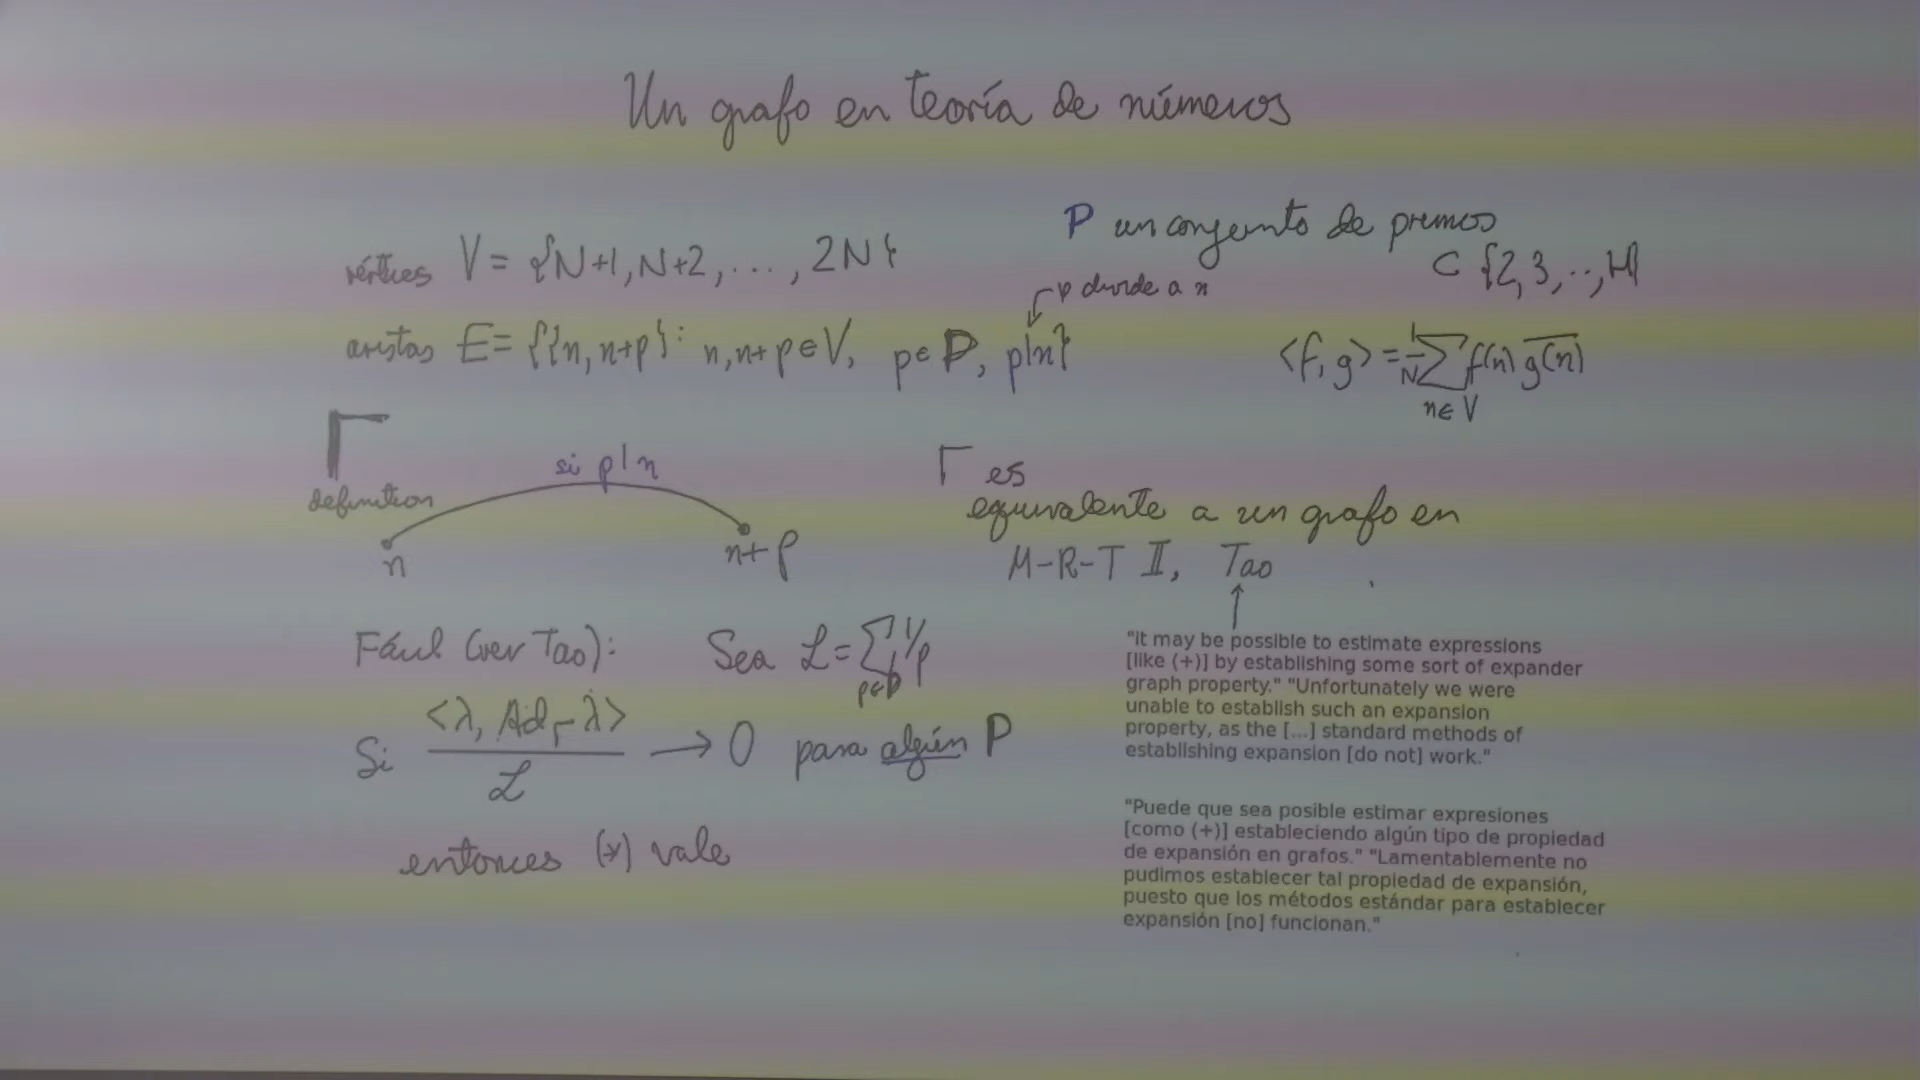 Un grafo en teoría de números
vértices V = {N+1, N+2, ..., 2N}
P un conjunto de primos
⊂ {2, 3, .., H}
p divide a n
aristas E = {{n, n+p} : n, n+p ∈ V, p ∈ P, p|n}
<f, g> = 1/N ∑ f(n) \overline{g(n)}
n ∈ V
Γ
definition
si p | n
n
n+p
Γ es
equivalente a un grafo en
M-R-T II, Tao
Fácil (ver Tao): Sea ℒ = ∑ 1/p
p∈P
Si <λ, Ad_Γ λ> / ℒ → 0 para algún P
entonces (*) vale
"It may be possible to estimate expressions
[like (+)] by establishing some sort of expander
graph property." "Unfortunately we were
unable to establish such an expansion
property, as the [...] standard methods of
establishing expansion [do not] work."
"Puede que sea posible estimar expresiones
[como (+)] estableciendo algún tipo de propiedad
de expansión en grafos." "Lamentablemente no
pudimos establecer tal propiedad de expansión,
puesto que los métodos estándar para establecer
expansión [no] funcionan."